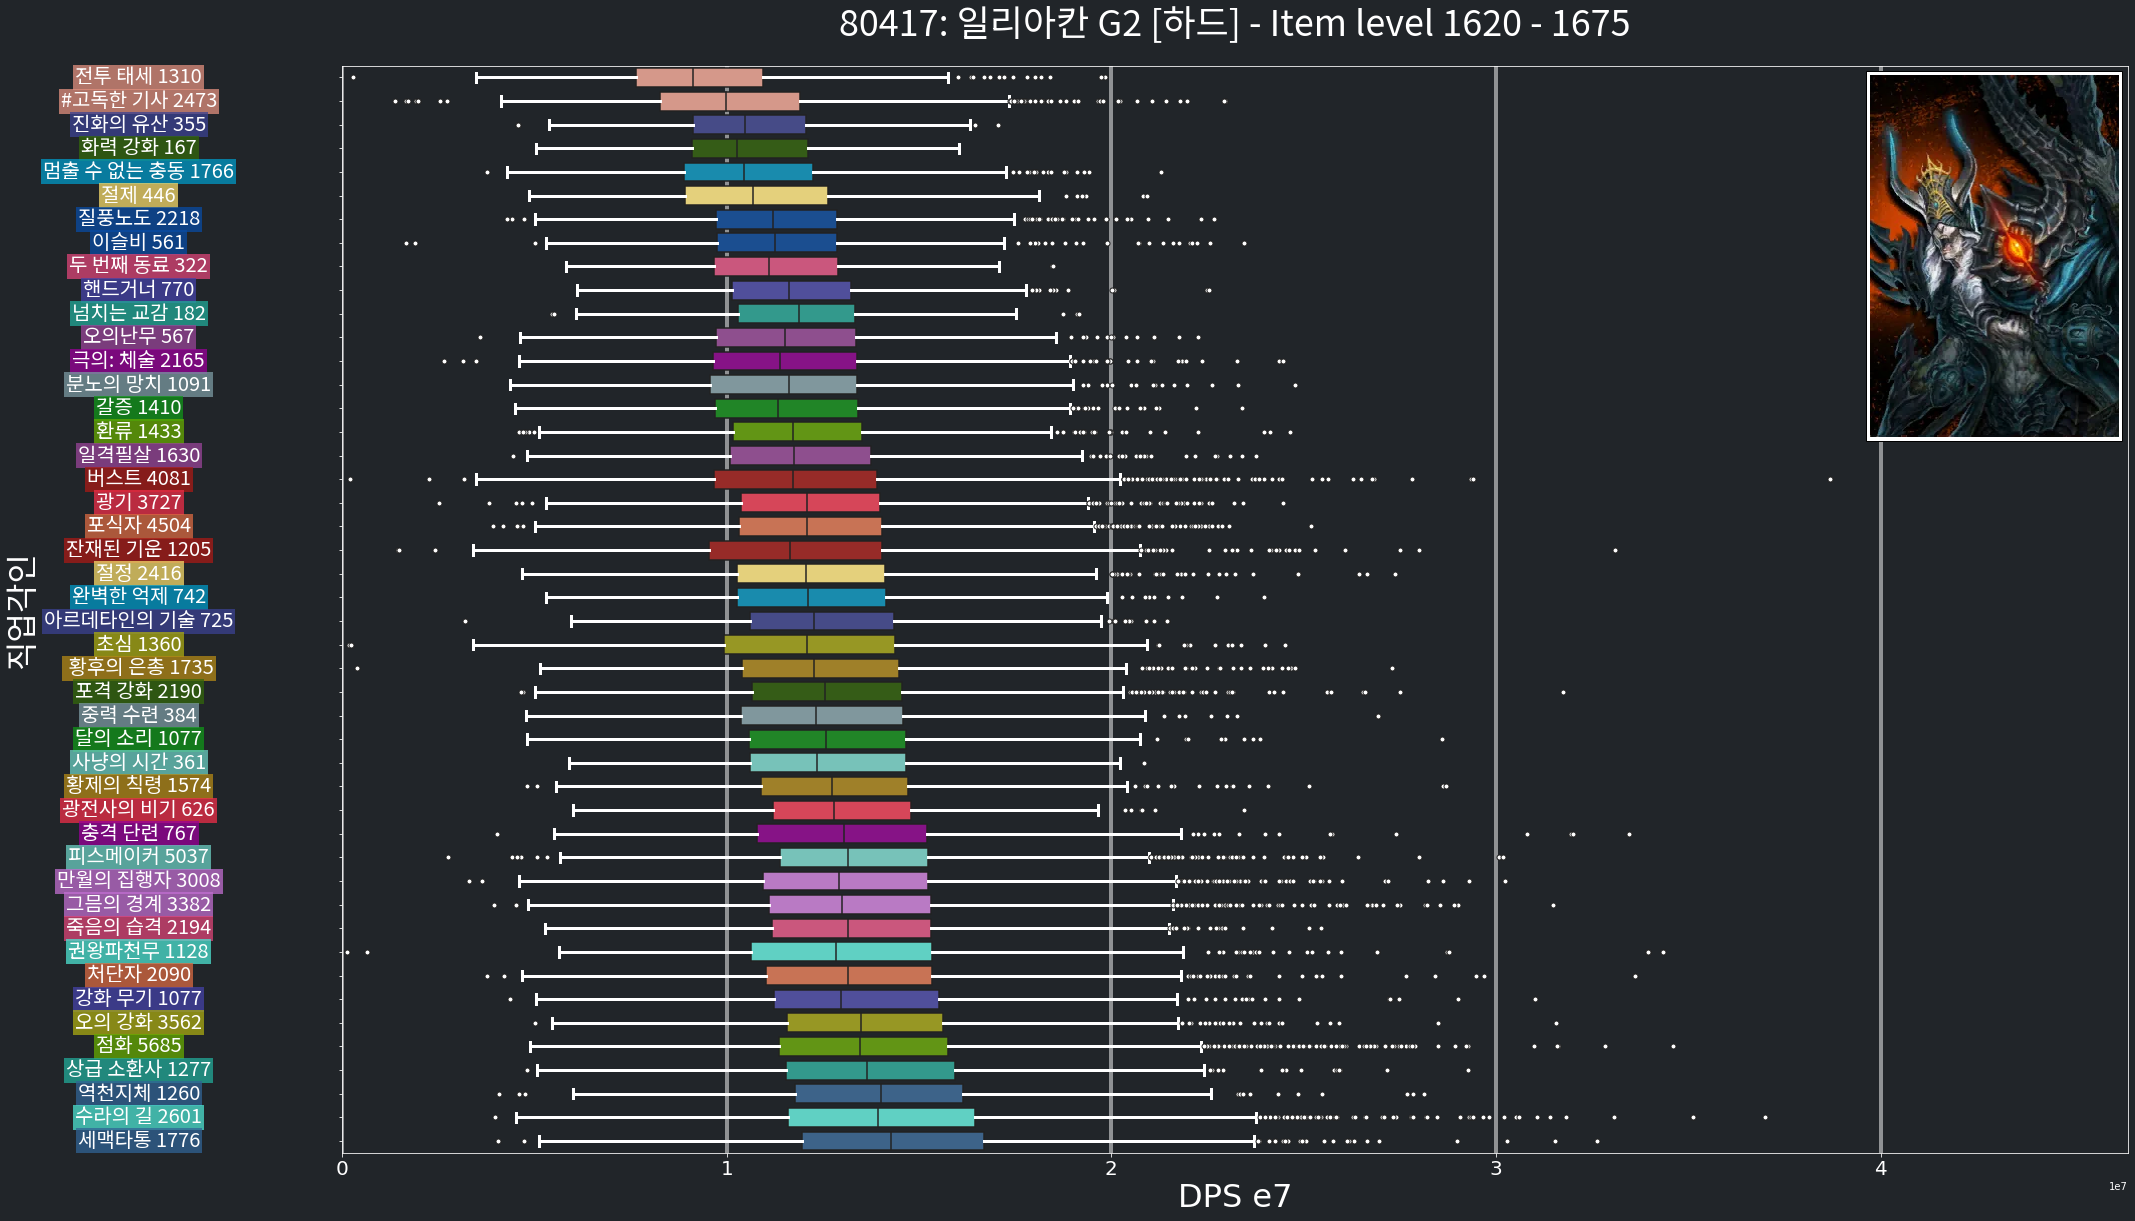 80417: 일리아칸 G2 [하드] - Item level 1620 - 1675
직업각인
전투 태세 1310
#고독한 기사 2473
진화의 유산 355
화력 강화 167
멈출 수 없는 충동 1766
절제 446
질풍노도 2218
이슬비 561
두 번째 동료 322
핸드거너 770
넘치는 교감 182
오의난무 567
극의: 체술 2165
분노의 망치 1091
갈증 1410
환류 1433
일격필살 1630
버스트 4081
광기 3727
포식자 4504
잔재된 기운 1205
절정 2416
완벽한 억제 742
아르데타인의 기술 725
초심 1360
황후의 은총 1735
포격 강화 2190
중력 수련 384
달의 소리 1077
사냥의 시간 361
황제의 칙령 1574
광전사의 비기 626
충격 단련 767
피스메이커 5037
만월의 집행자 3008
그믐의 경계 3382
죽음의 습격 2194
권왕파천무 1128
처단자 2090
강화 무기 1077
오의 강화 3562
점화 5685
상급 소환사 1277
역천지체 1260
수라의 길 2601
세맥타통 1776
0 1 2 3 4
DPS e7
1e7